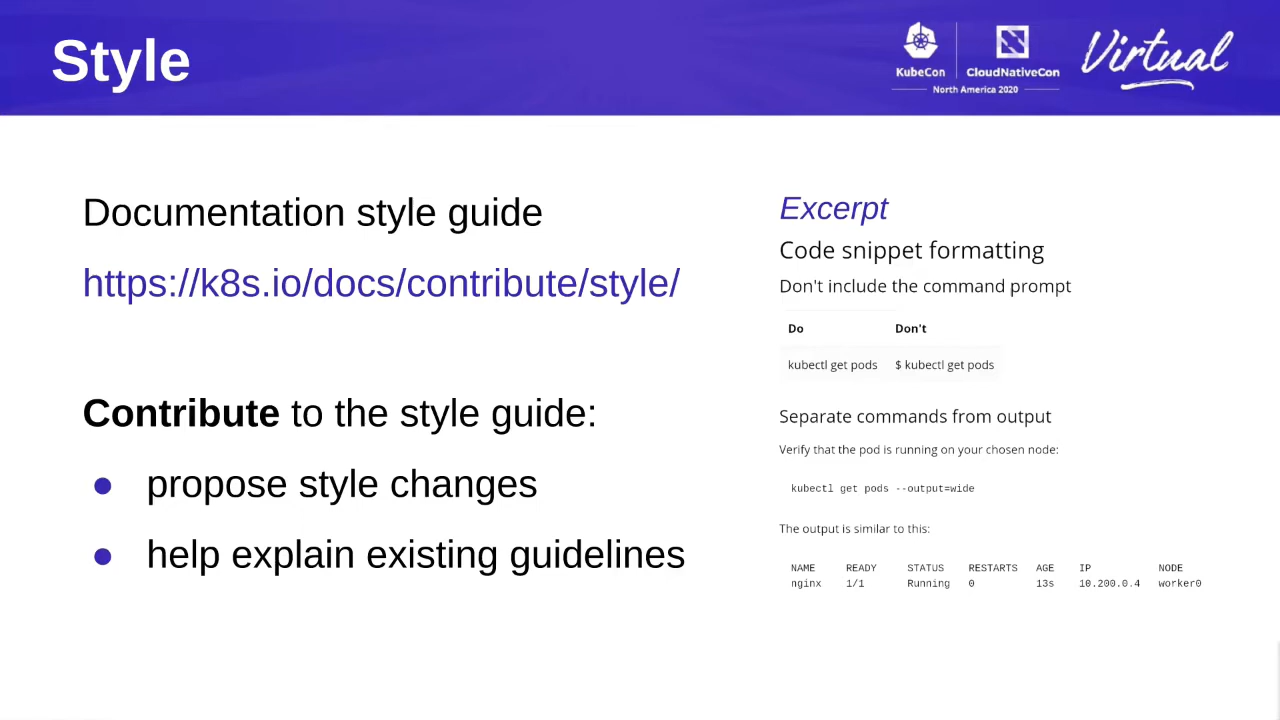 Style
KubeCon
CloudNativeCon
North America 2020
Virtual
Documentation style guide
https://k8s.io/docs/contribute/style/
Contribute to the style guide:
● propose style changes
● help explain existing guidelines
Excerpt
Code snippet formatting
Don't include the command prompt
Do Don't
kubectl get pods $ kubectl get pods
Separate commands from output
Verify that the pod is running on your chosen node:
kubectl get pods --output=wide
The output is similar to this:
NAME READY STATUS RESTARTS AGE IP NODE
nginx 1/1 Running 0 13s 10.200.0.4 worker0